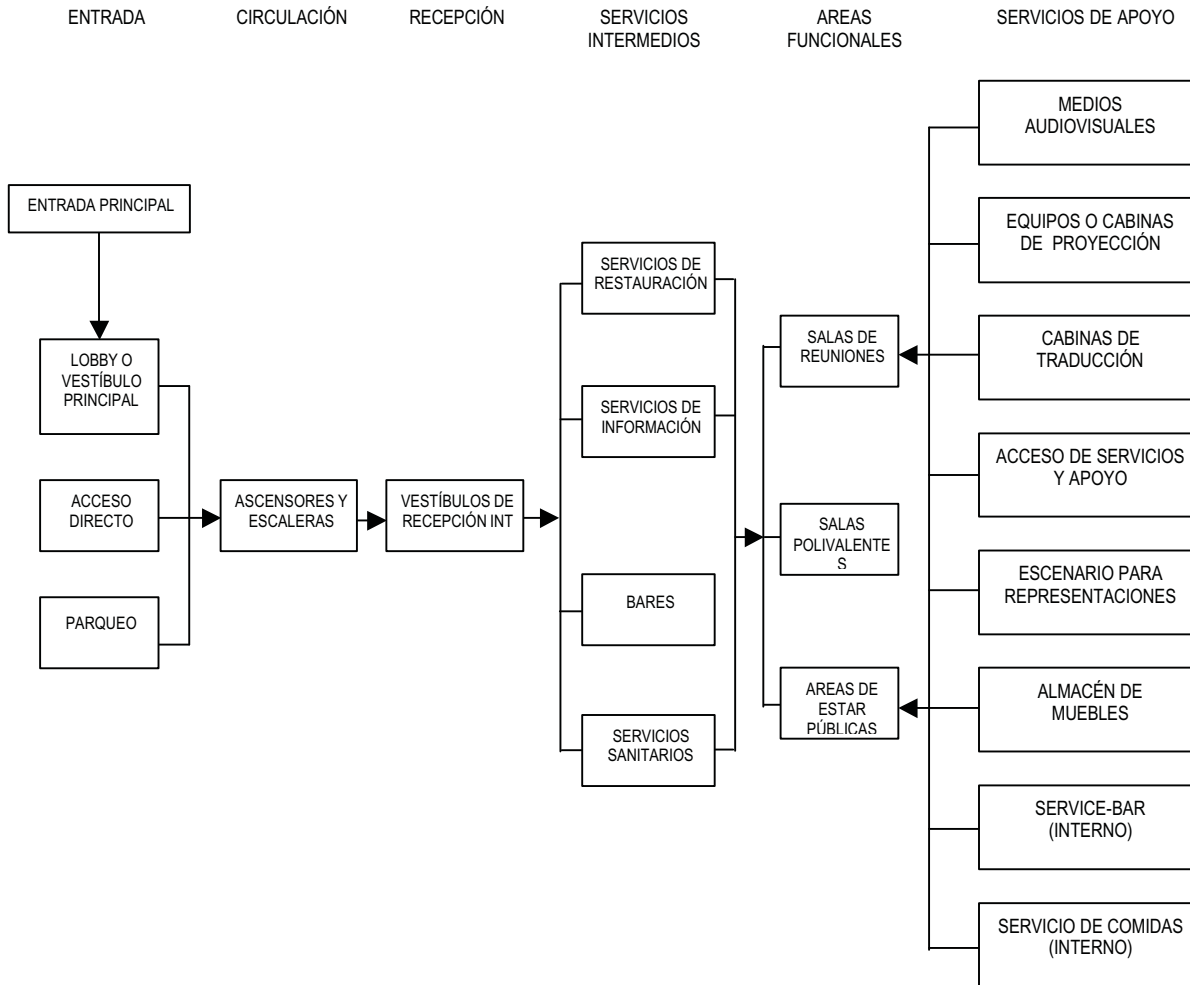 ENTRADA
CIRCULACIÓN
RECEPCIÓN
SERVICIOS
INTERMEDIOS
AREAS
FUNCIONALES
SERVICIOS DE APOYO
ENTRADA PRINCIPAL
LOBBY O
VESTÍBULO
PRINCIPAL
ACCESO
DIRECTO
PARQUEO
ASCENSORES Y
ESCALERAS
VESTÍBULOS DE
RECEPCIÓN INT
SERVICIOS DE
RESTAURACIÓN
SERVICIOS DE
INFORMACIÓN
BARES
SERVICIOS
SANITARIOS
SALAS DE
REUNIONES
SALAS
POLIVALENTE
S
AREAS DE
ESTAR
PÚBLICAS
MEDIOS
AUDIOVISUALES
EQUIPOS O CABINAS
DE PROYECCIÓN
CABINAS DE
TRADUCCIÓN
ACCESO DE SERVICIOS
Y APOYO
ESCENARIO PARA
REPRESENTACIONES
ALMACÉN DE
MUEBLES
SERVICE-BAR
(INTERNO)
SERVICIO DE COMIDAS
(INTERNO)